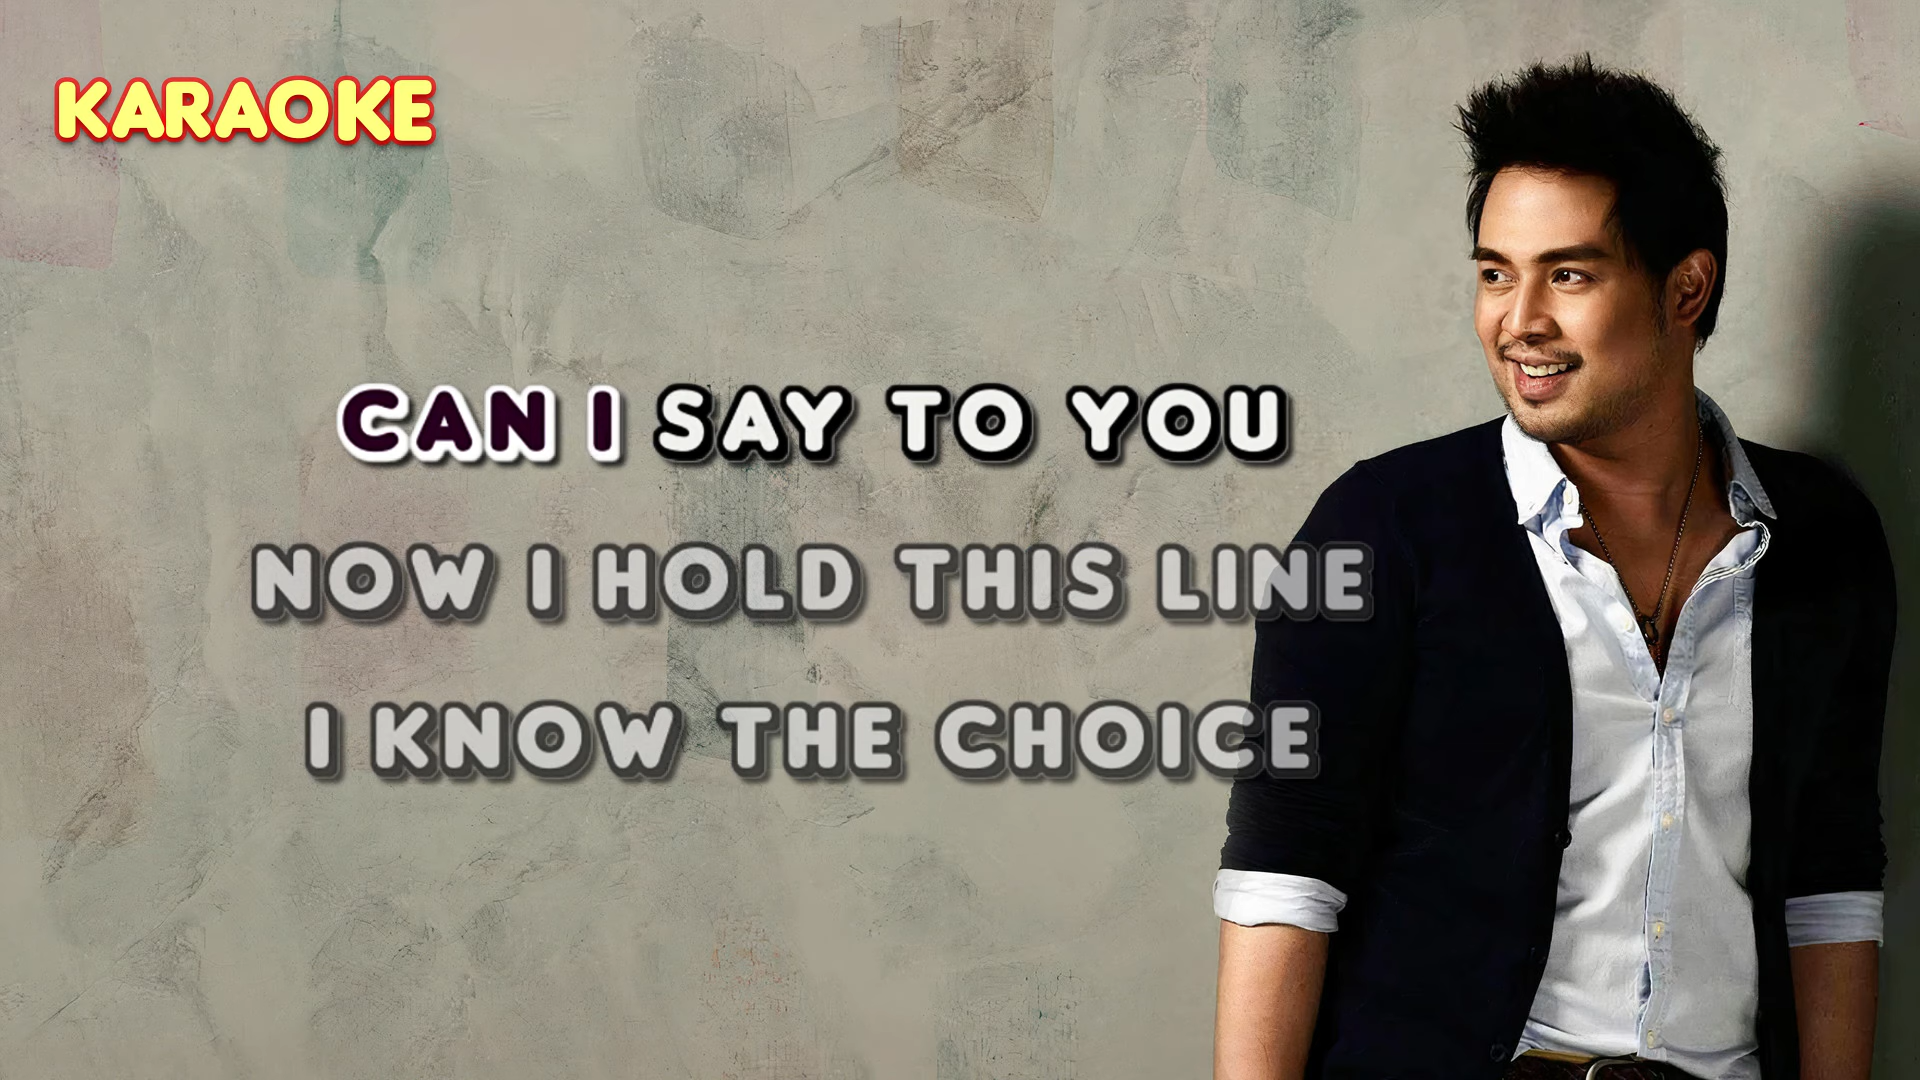 KARAOKE
CAN I SAY TO YOU
NOW I HOLD THIS LINE
I KNOW THE CHOICE